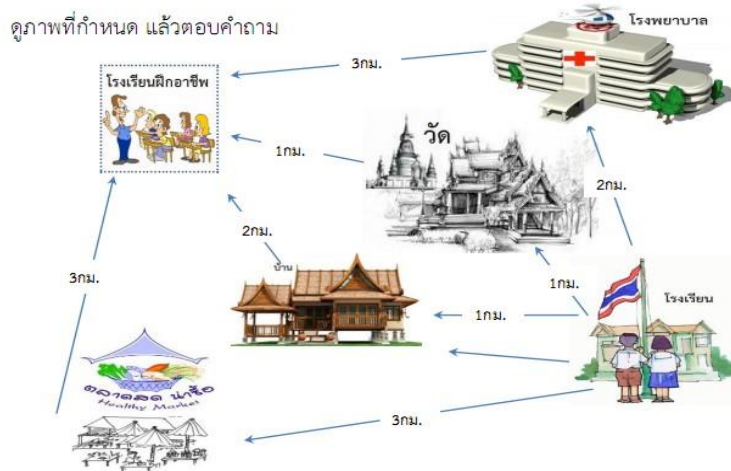 ดูภาพที่กำหนด แล้วตอบคำถาม
โรงพยาบาล
3กม.
โรงเรียนฝึกอาชีพ
วัด
1กม.
2กม.
2กม.
บ้าน
3กม.
1กม.
โรงเรียน
1กม.
ตลาดสด น่าซื้อ
Healthy Market
3กม.